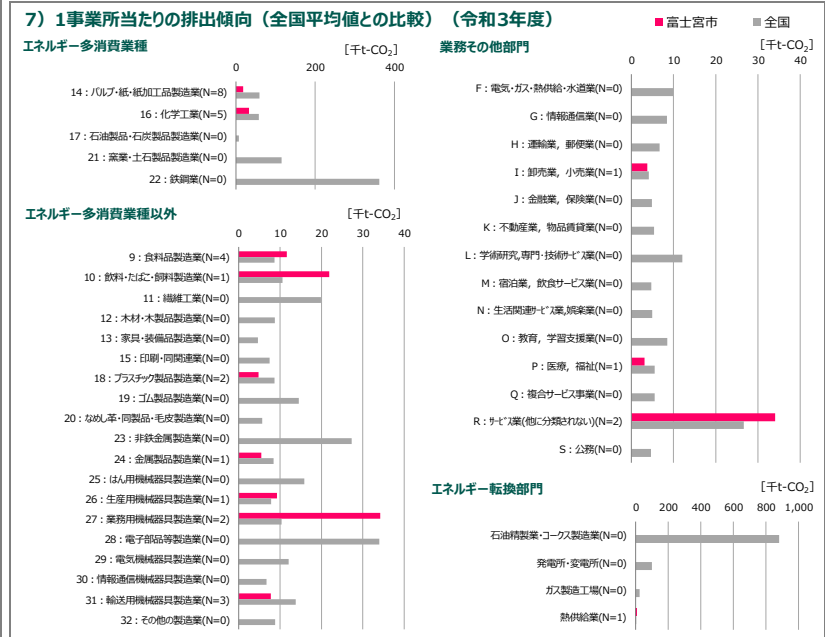 7）1事業所当たりの排出傾向（全国平均値との比較）（令和3年度）
富士宮市 全国
エネルギー多消費業種
[千t-CO₂]
0 200 400
14：パルプ・紙・紙加工品製造業(N=8)
16：化学工業(N=5)
17：石油製品・石炭製品製造業(N=0)
21：窯業・土石製品製造業(N=0)
22：鉄鋼業(N=0)
エネルギー多消費業種以外
[千t-CO₂]
0 10 20 30 40
9：食料品製造業(N=4)
10：飲料・たばこ・飼料製造業(N=1)
11：繊維工業(N=0)
12：木材・木製品製造業(N=0)
13：家具・装備品製造業(N=0)
15：印刷・同関連業(N=0)
18：プラスチック製品製造業(N=2)
19：ゴム製品製造業(N=0)
20：なめし革・同製品・毛皮製造業(N=0)
23：非鉄金属製造業(N=0)
24：金属製品製造業(N=1)
25：はん用機械器具製造業(N=0)
26：生産用機械器具製造業(N=1)
27：業務用機械器具製造業(N=2)
28：電子部品等製造業(N=0)
29：電気機械器具製造業(N=0)
30：情報通信機械器具製造業(N=0)
31：輸送用機械器具製造業(N=3)
32：その他の製造業(N=0)
業務その他部門
[千t-CO₂]
0 10 20 30 40
F：電気・ガス・熱供給・水道業(N=0)
G：情報通信業(N=0)
H：運輸業，郵便業(N=0)
I：卸売業，小売業(N=1)
J：金融業，保険業(N=0)
K：不動産業，物品賃貸業(N=0)
L：学術研究,専門・技術ｻｰﾋﾞｽ業(N=0)
M：宿泊業，飲食サービス業(N=0)
N：生活関連ｻｰﾋﾞｽ業,娯楽業(N=0)
O：教育，学習支援業(N=0)
P：医療，福祉(N=1)
Q：複合サービス事業(N=0)
R：ｻｰﾋﾞｽ業(他に分類されない)(N=2)
S：公務(N=0)
エネルギー転換部門
[千t-CO₂]
0 200 400 600 800 1,000
石油精製業・コークス製造業(N=0)
発電所・変電所(N=0)
ガス製造工場(N=0)
熱供給業(N=1)